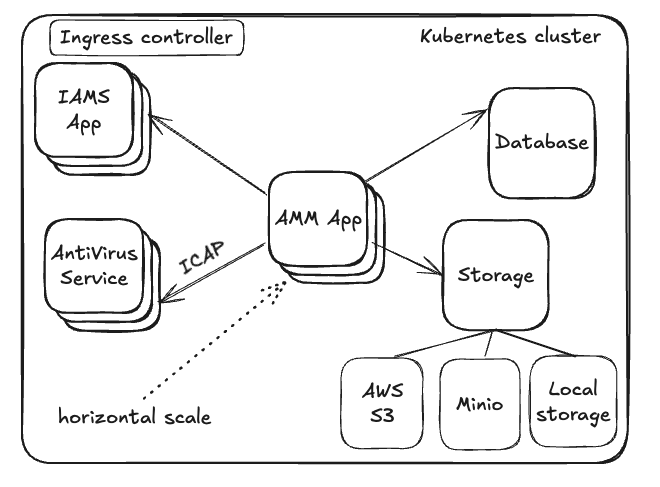 Ingress controller
Kubernetes cluster
IAMS
App
Database
AMM App
AntiVirus
Service
ICAP
Storage
horizontal scale
AWS
S3
Minio
Local
storage